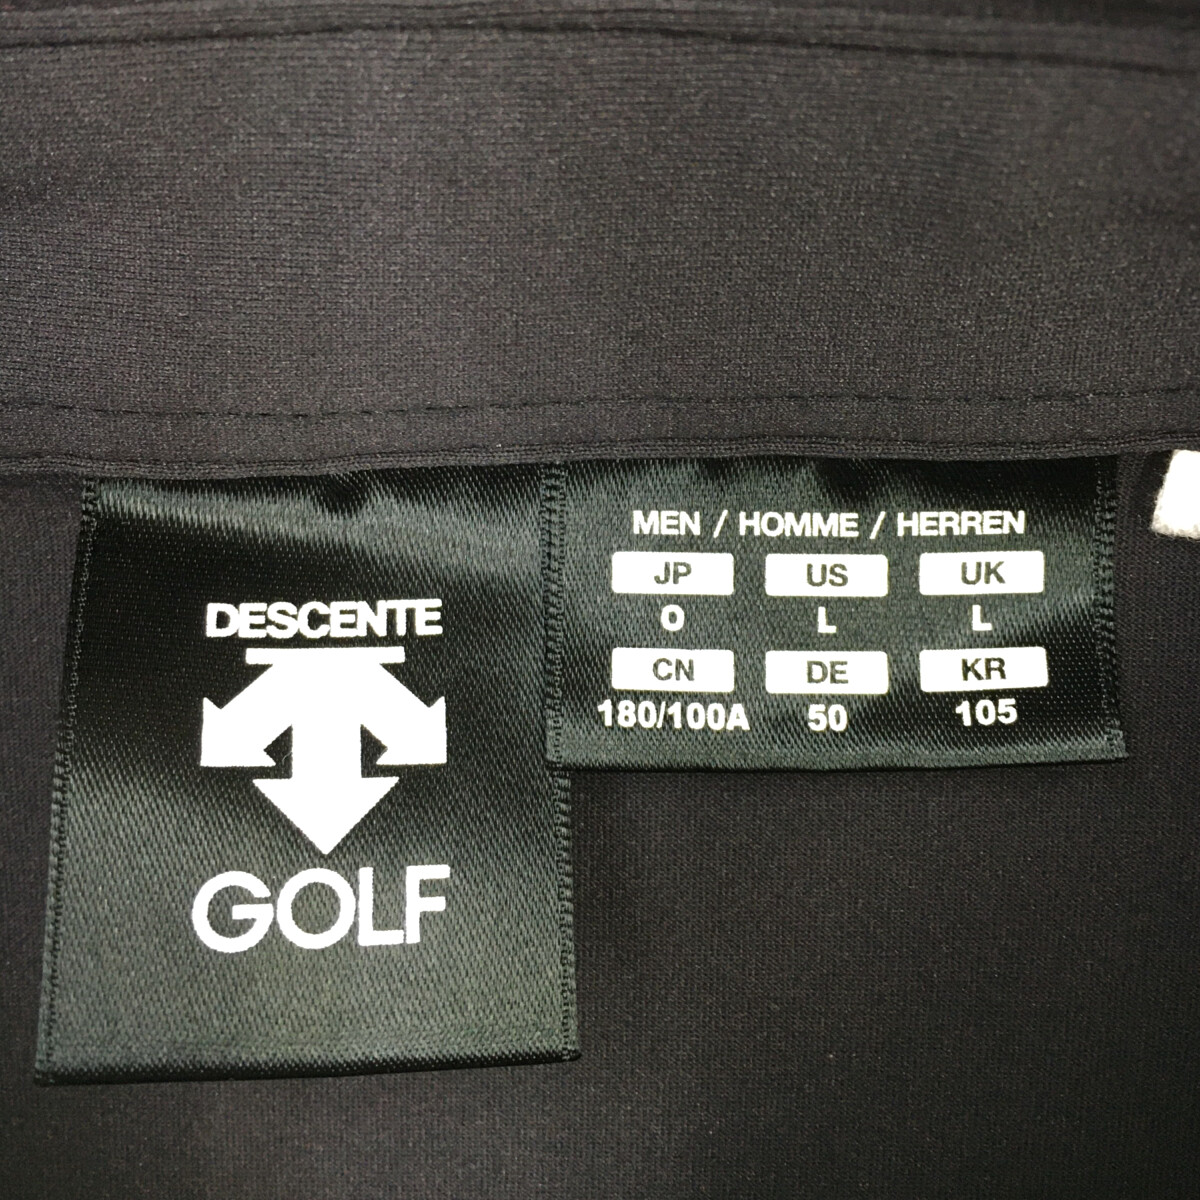 DESCENTE
GOLF
MEN / HOMME / HERREN
JP US UK
O L L
CN DE KR
180/100A 50 105